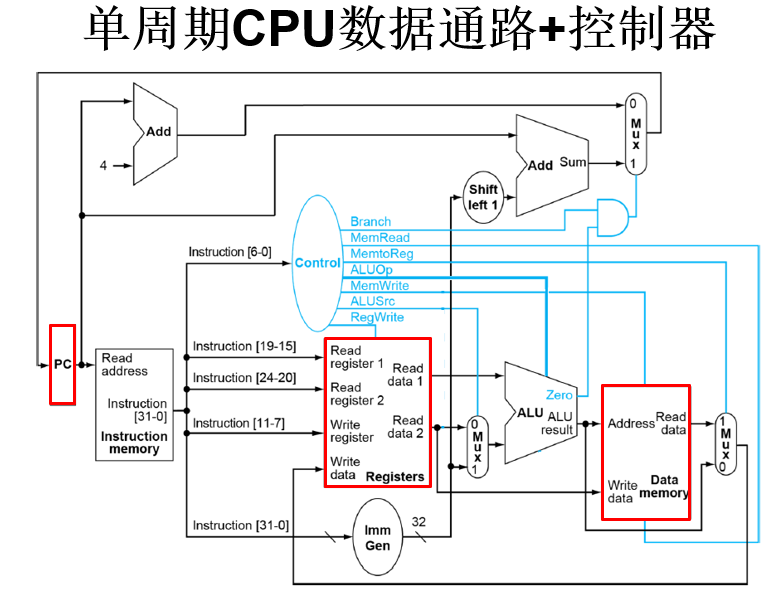 单周期CPU数据通路+控制器
Add
4
Add Sum
0
Mux
1
Shift
left 1
Branch
MemRead
MemtoReg
ALUOp
MemWrite
ALUSrc
RegWrite
Control
Instruction [6-0]
PC
Read
address
Instruction
[31-0]
Instruction
memory
Instruction [19-15]
Instruction [24-20]
Instruction [11-7]
Instruction [31-0]
Read
register 1
Read
register 2
Write
register
Write
data
Read
data 1
Read
data 2
Registers
Imm
Gen
32
0
Mux
1
Zero
ALU
ALU
result
Address
Read
data
Write
data
Data
memory
1
Mux
0